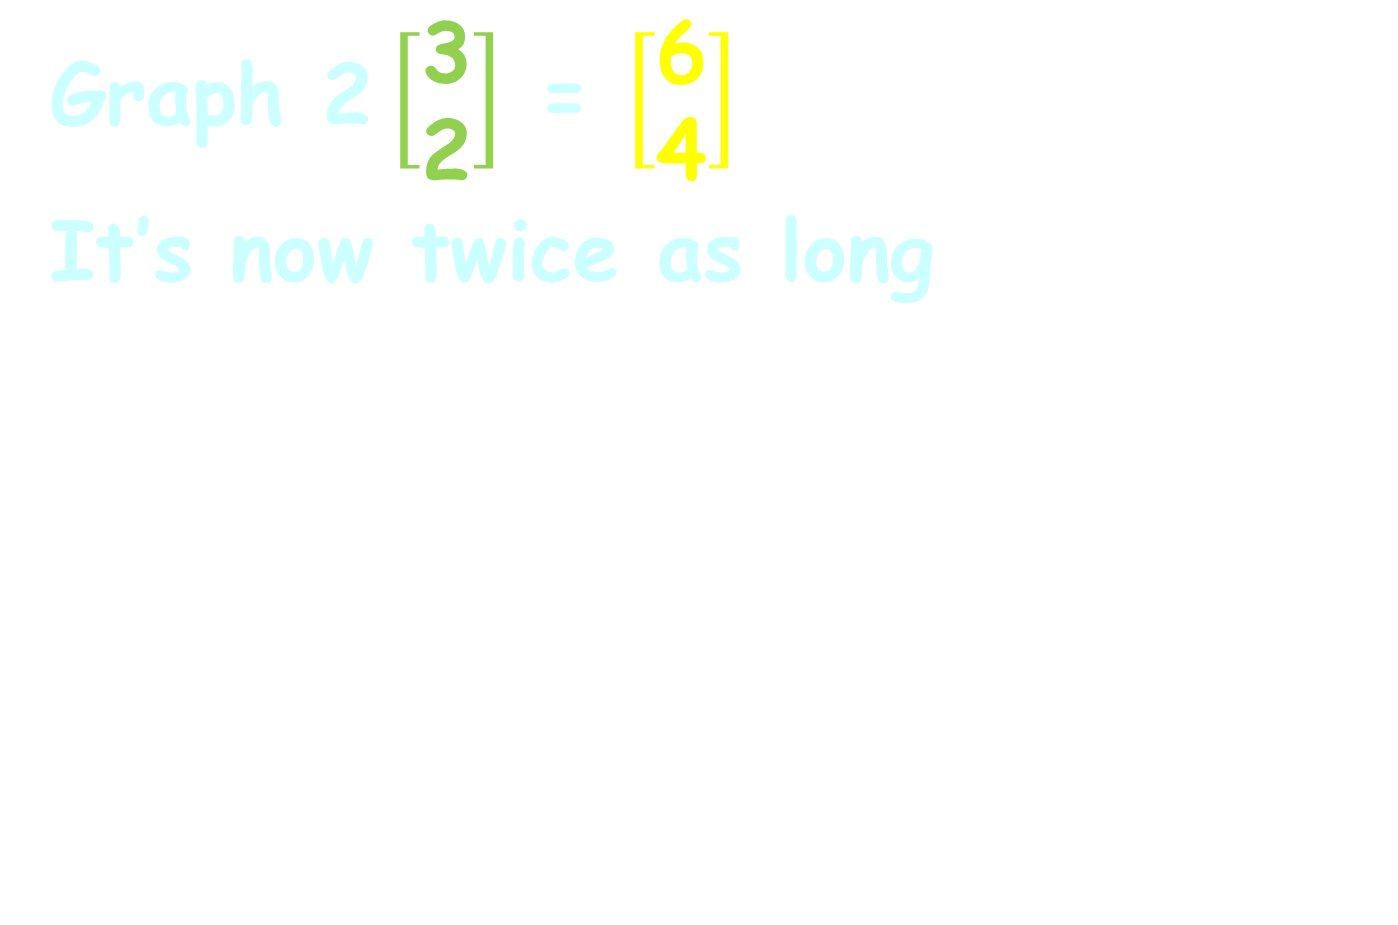 Graph 2 [3 2] = [6 4]
It's now twice as long